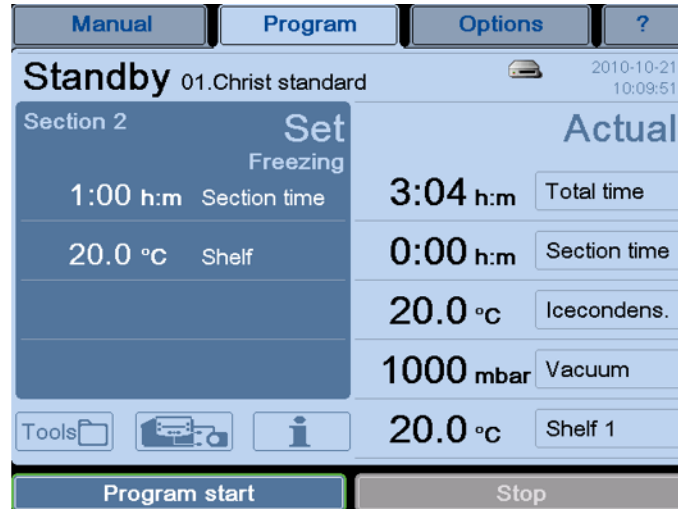 Manual Program Options ?
Standby 01.Christ standard 2010-10-21
10:09:51
Section 2 Set Actual
Freezing
1:00 h:m Section time 3:04 h:m Total time
20.0 °C Shelf 0:00 h:m Section time
20.0 °C Icecondens.
1000 mbar Vacuum
Tools i 20.0 °C Shelf 1
Program start Stop